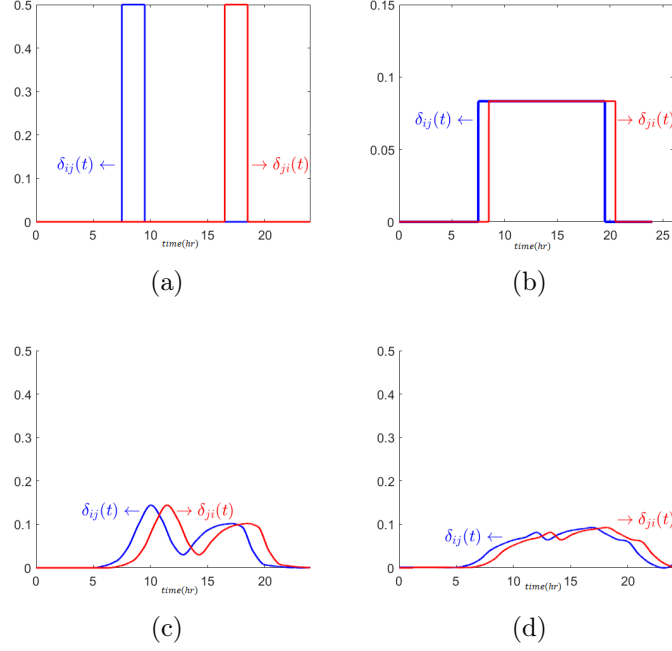 0.5
0.4
0.3
0.2
0.1
0
δij(t) ←
→ δji(t)
0 5 10 15 20
time(hr)
(a)
0.15
0.1
0.05
0
δij(t) ←
→ δji(t)
0 5 10 15 20 25
time(hr)
(b)
0.5
0.4
0.3
0.2
0.1
0
δij(t) ←
→ δji(t)
0 5 10 15 20
time(hr)
(c)
0.5
0.4
0.3
0.2
0.1
0
δij(t) ←
→ δji(t)
0 5 10 15 20
time(hr)
(d)